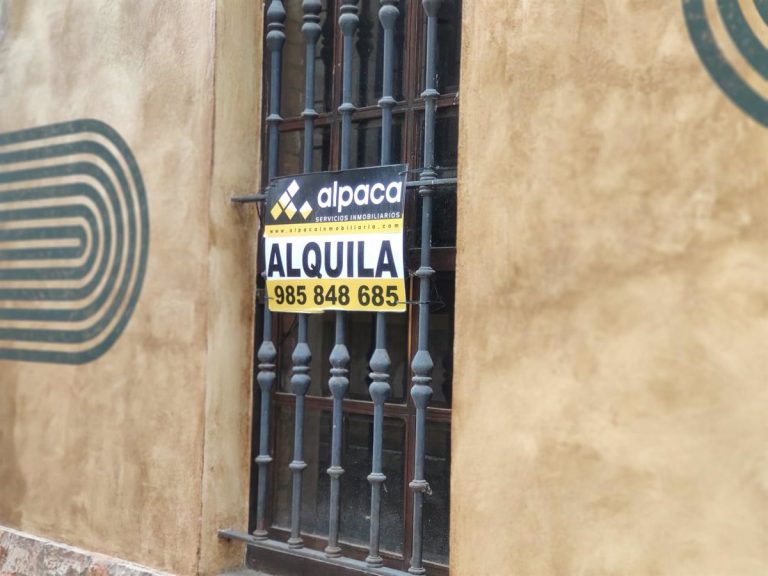 alpaca
SERVICIOS INMOBILIARIOS
www.alpacainmobiliaria.com
ALQUILA
985 848 685